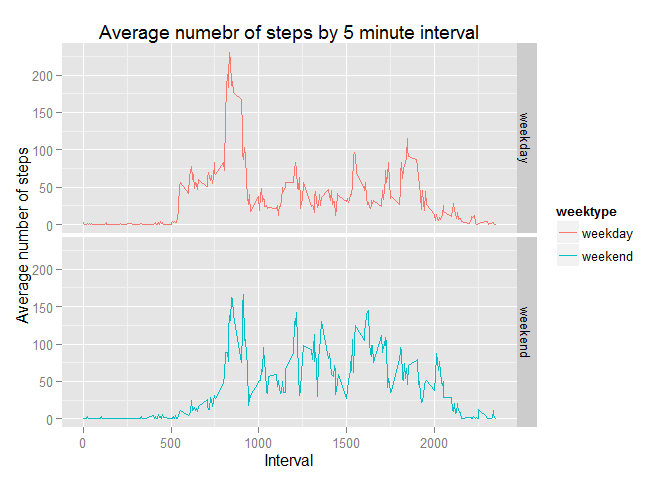 Average numebr of steps by 5 minute interval
Average number of steps
200
150
100
50
0
weekday
200
150
100
50
0
weekend
0
500
1000
1500
2000
Interval
weektype
weekday
weekend